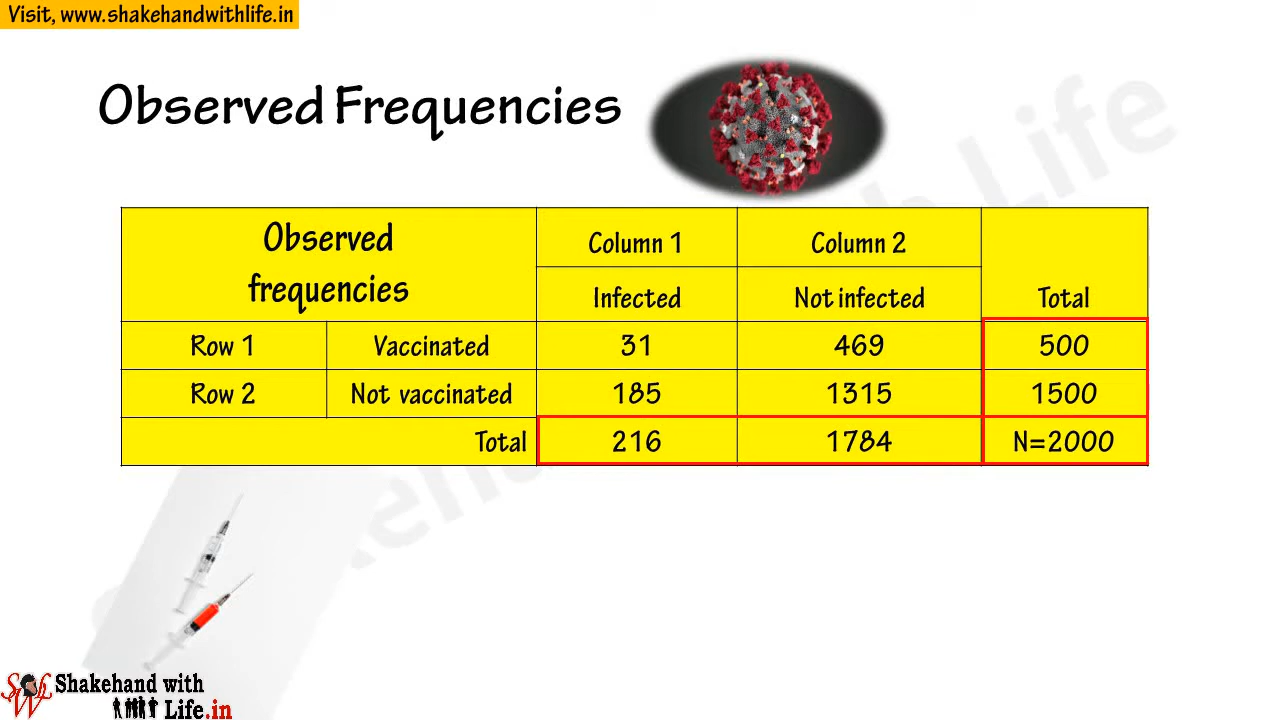 Visit, www.shakehandwithlife.in
Observed Frequencies
Observed
frequencies
Column 1
Column 2
Total
Infected
Not infected
Row 1 Vaccinated 31 469 500
Row 2 Not vaccinated 185 1315 1500
Total 216 1784 N=2000
Shakehand with
Life.in